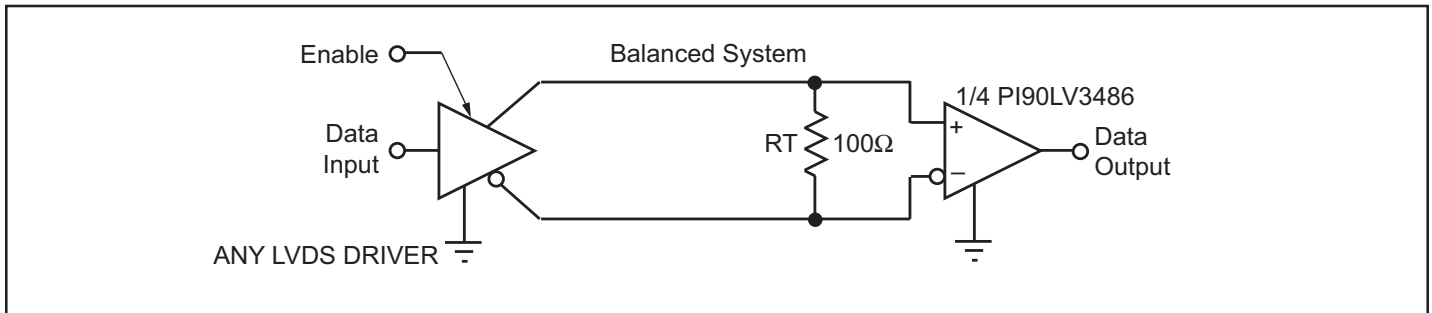 Enable
Balanced System
1/4 PI90LV3486
Data
Input
RT
100Ω
+
−
Data
Output
ANY LVDS DRIVER